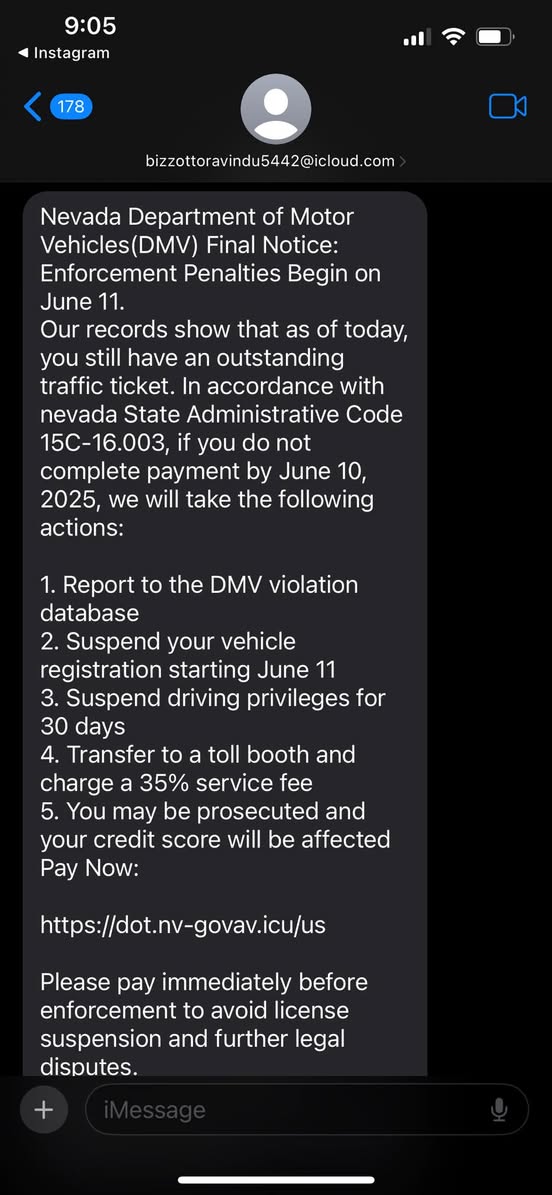 9:05
◀ Instagram
178
bizzottoravindu5442@icloud.com >
Nevada Department of Motor
Vehicles(DMV) Final Notice:
Enforcement Penalties Begin on
June 11.
Our records show that as of today,
you still have an outstanding
traffic ticket. In accordance with
nevada State Administrative Code
15C-16.003, if you do not
complete payment by June 10,
2025, we will take the following
actions:

1. Report to the DMV violation
database
2. Suspend your vehicle
registration starting June 11
3. Suspend driving privileges for
30 days
4. Transfer to a toll booth and
charge a 35% service fee
5. You may be prosecuted and
your credit score will be affected
Pay Now:

https://dot.nv-govav.icu/us

Please pay immediately before
enforcement to avoid license
suspension and further legal
disputes.
iMessage